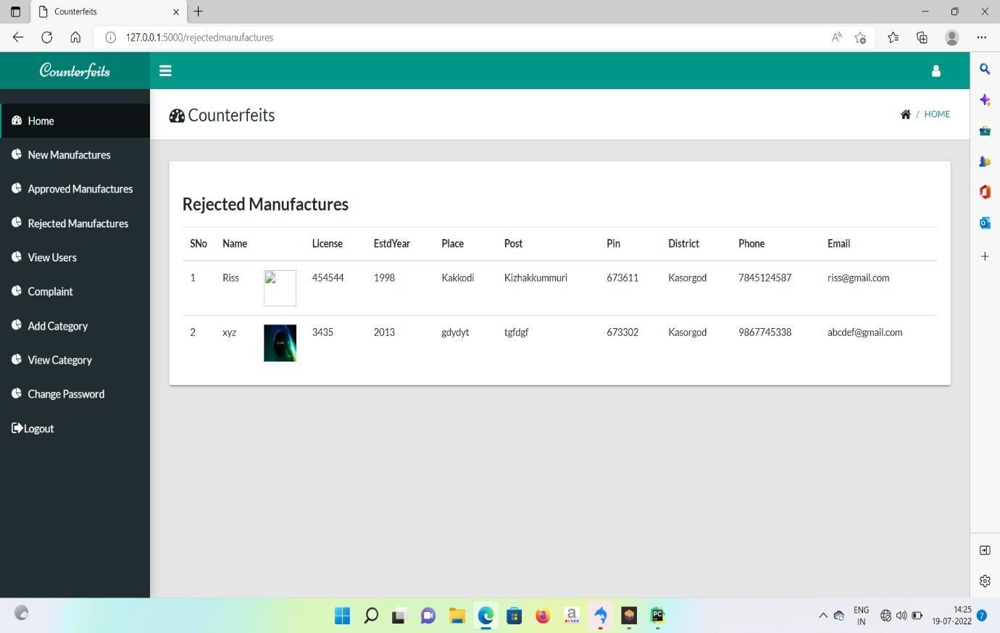 Counterfeits
127.0.0.1:5000/rejectedmanufactures
Counterfeits
Counterfeits
/ HOME
Home
New Manufactures
Approved Manufactures
Rejected Manufactures
View Users
Complaint
Add Category
View Category
Change Password
Logout
Rejected Manufactures
SNo Name License EstdYear Place Post Pin District Phone Email
1 Riss 454544 1998 Kakkodi Kizhakkummuri 673611 Kasorgod 7845124587 riss@gmail.com
2 xyz 3435 2013 gdydyt tgfdgf 673302 Kasorgod 9867745338 abcdef@gmail.com
ENG
IN
14:25
19-07-2022
7
a
PC